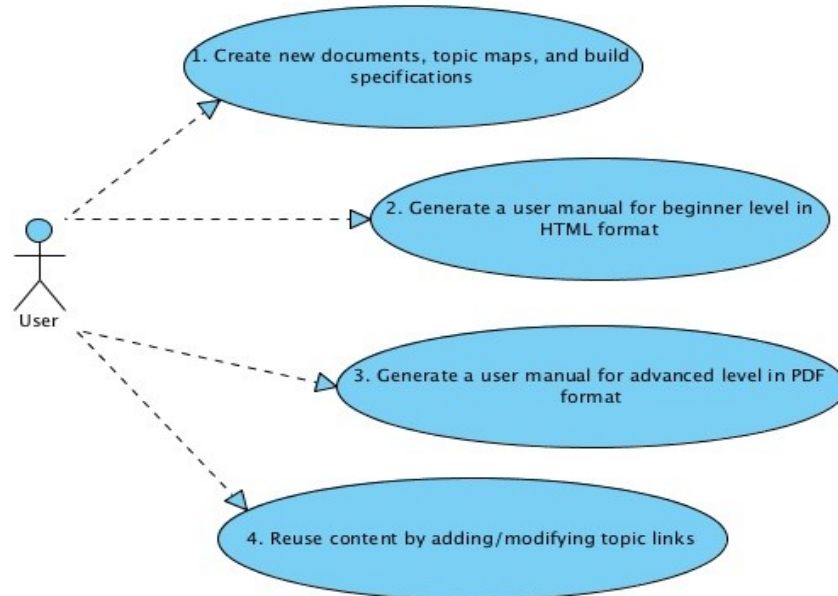 1. Create new documents, topic maps, and build
specifications
2. Generate a user manual for beginner level in
HTML format
User
3. Generate a user manual for advanced level in PDF
format
4. Reuse content by adding/modifying topic links